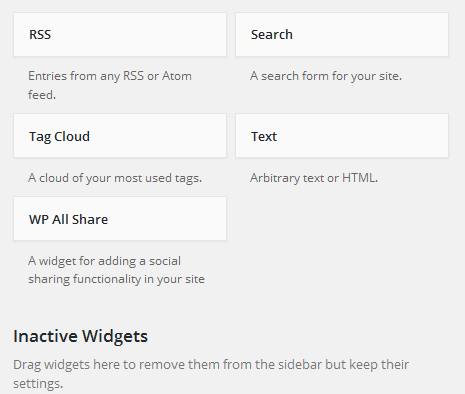 RSS
Search
Entries from any RSS or Atom
feed.
A search form for your site.
Tag Cloud
Text
A cloud of your most used tags.
Arbitrary text or HTML.
WP All Share
A widget for adding a social
sharing functionality in your site
Inactive Widgets
Drag widgets here to remove them from the sidebar but keep their
settings.